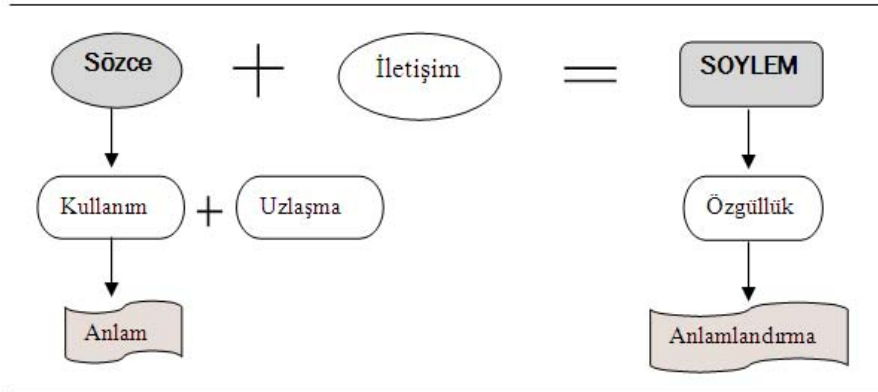 Sözce + İletişim = SOYLEM
Kullanım + Uzlaşma Özgüllük
Anlam Anlamlandırma